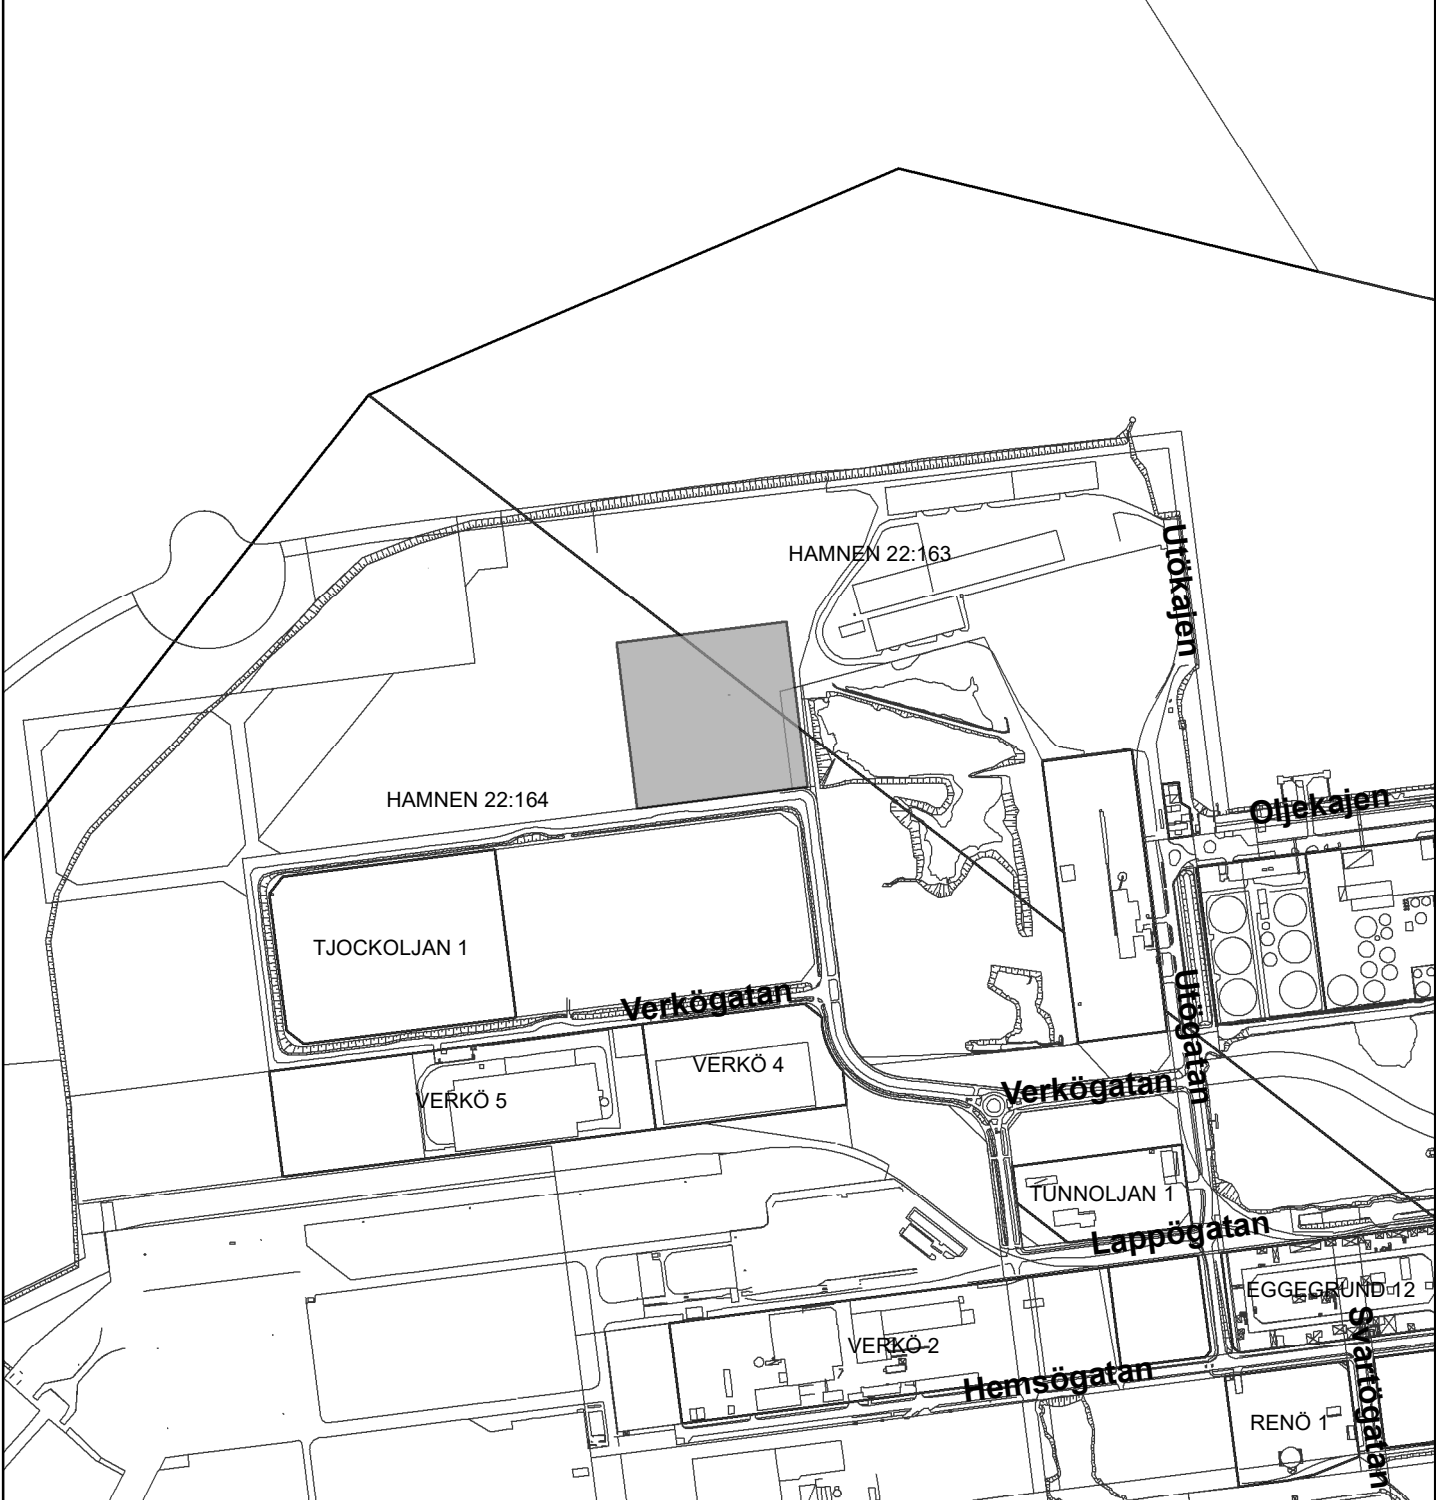 HAMNEN 22:163
Utökajen
HAMNEN 22:164
Oljekajen
TJOCKOLJAN 1
Verkögatan
Utögatan
VERKÖ 4
Verkögatan
VERKÖ 5
TUNNOLJAN 1
Lappögatan
EGGEGRUND 12
VERKÖ 2
Svartögatan
Hemsögatan
RENÖ 1